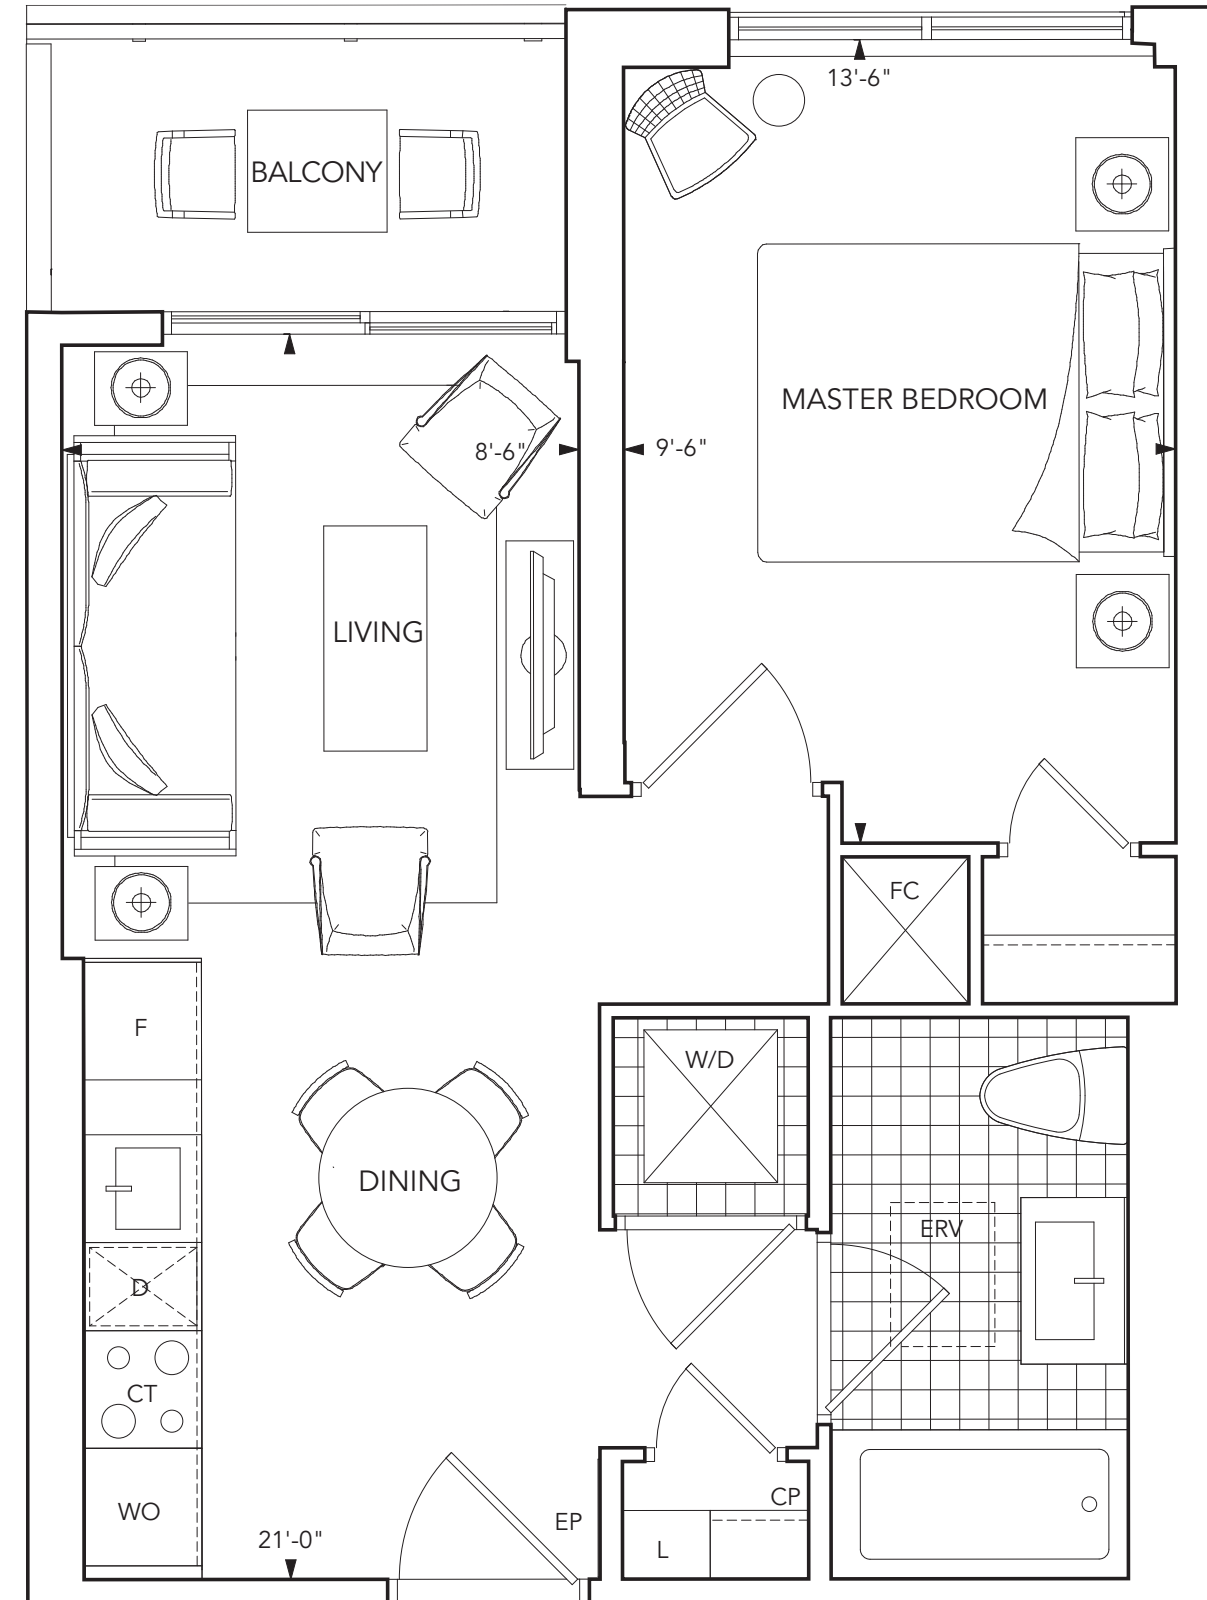 13'-6"
BALCONY
MASTER BEDROOM
8'-6"
9'-6"
LIVING
FC
F
W/D
DINING
ERV
D
CT
CP
WO
EP
21'-0"
L